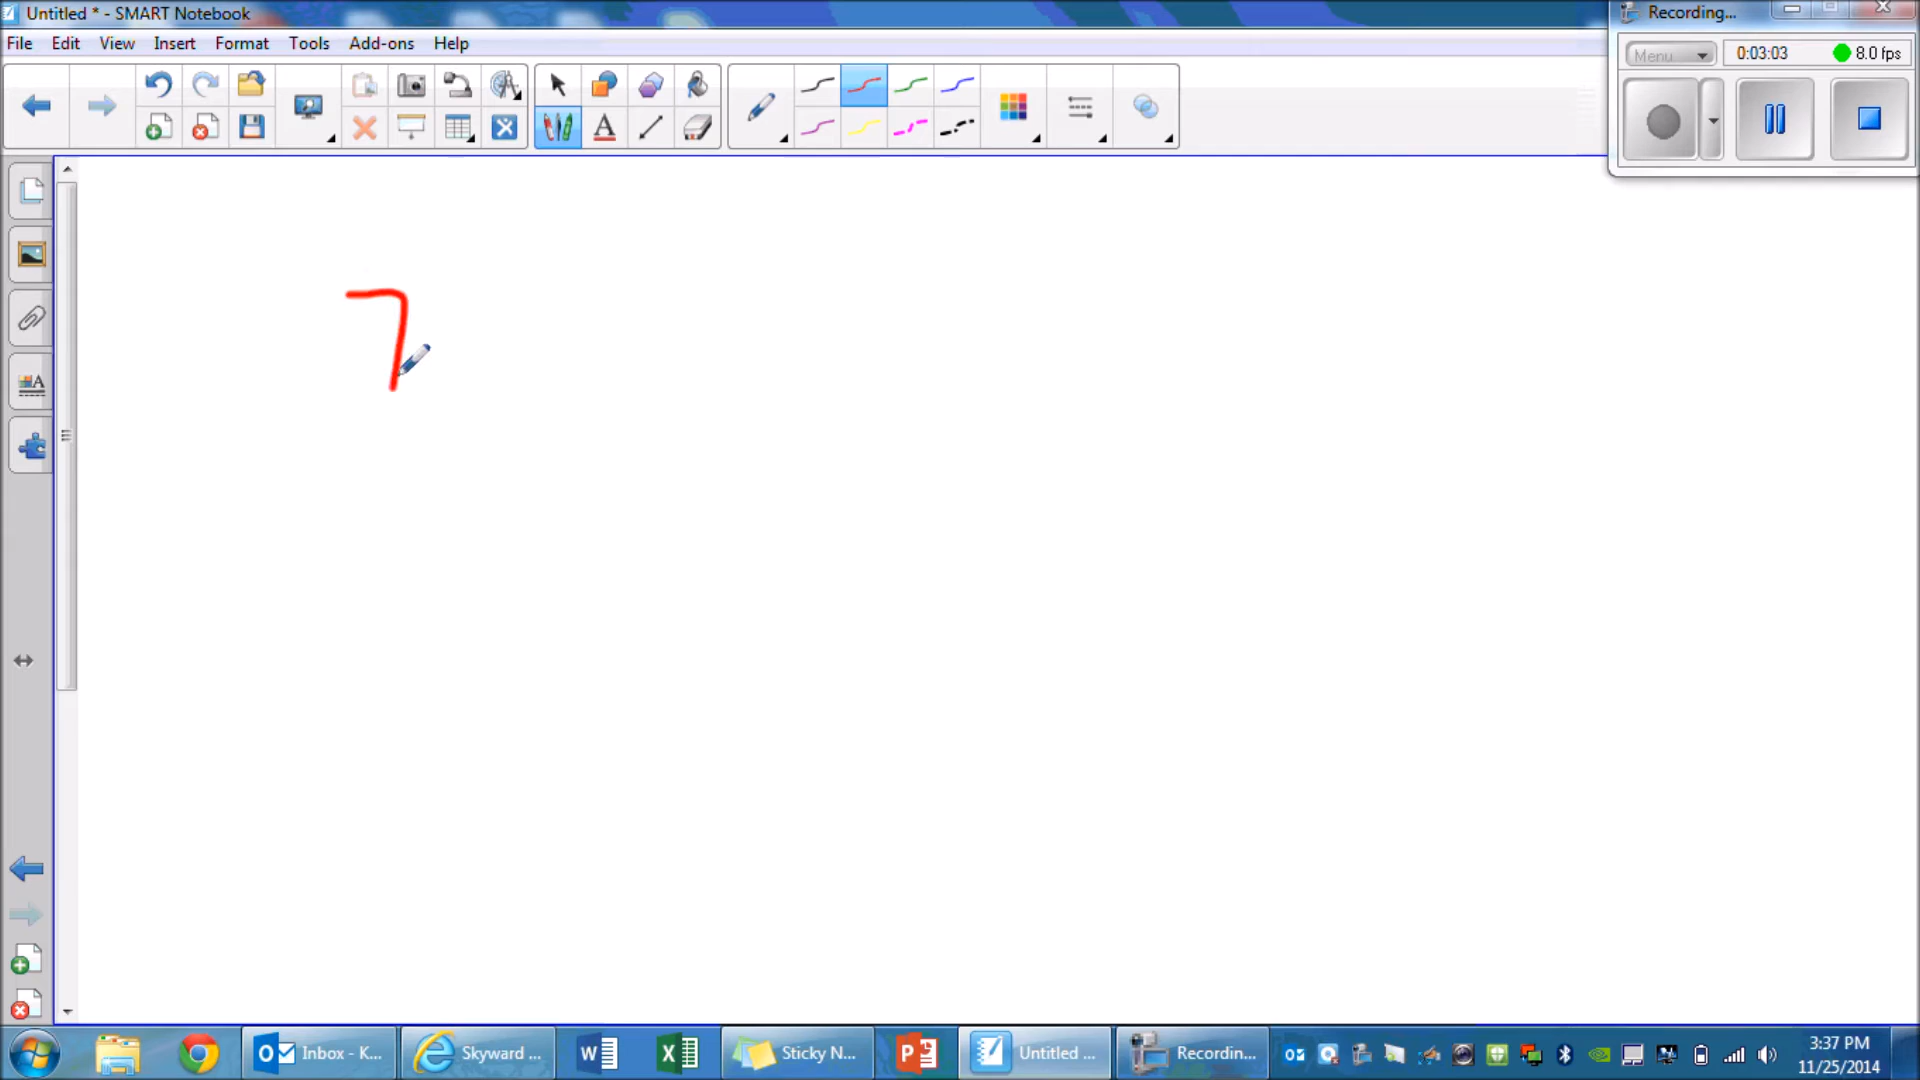 Untitled * - SMART Notebook
Recording...
File Edit View Insert Format Tools Add-ons Help
Menu 0:03:03 8.0 fps
7
Inbox - K... Skyward ... Sticky N... Untitled ... Recordin... 3:37 PM
11/25/2014